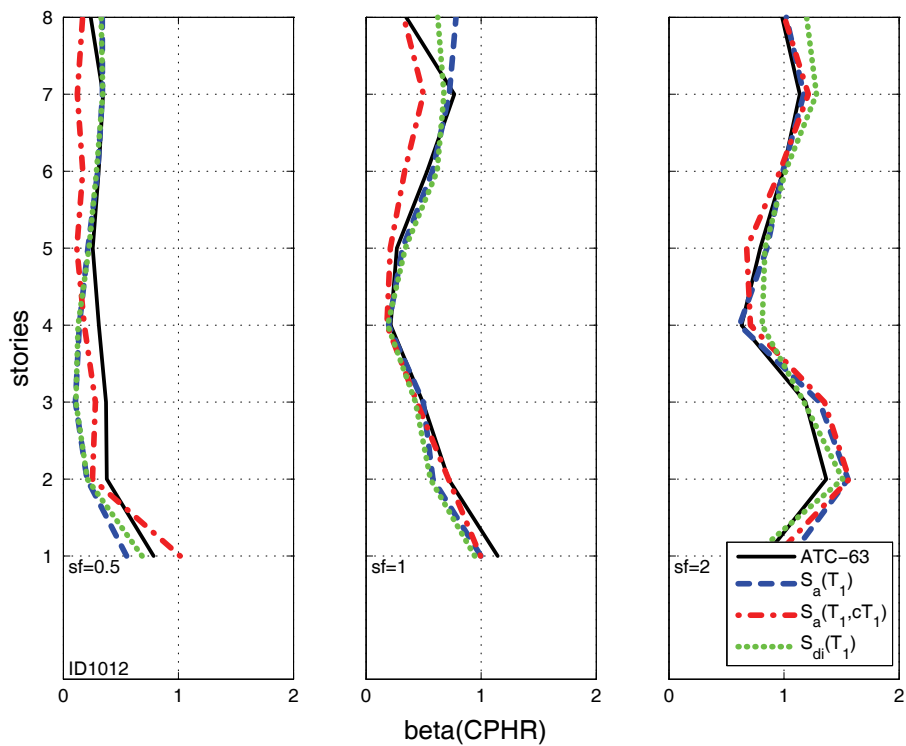 stories
8
7
6
5
4
3
2
1
sf=0.5
ID1012
0 1 2
sf=1
0 1 2
beta(CPHR)
sf=2
0 1 2
ATC−63
S_a(T_1)
S_a(T_1,cT_1)
S_di(T_1)